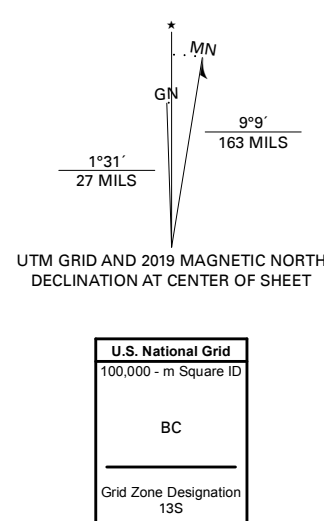 ★
MN
GN
9°9´
163 MILS
1°31´
27 MILS
UTM GRID AND 2019 MAGNETIC NORTH
DECLINATION AT CENTER OF SHEET
U.S. National Grid
100,000 - m Square ID
BC
Grid Zone Designation
13S